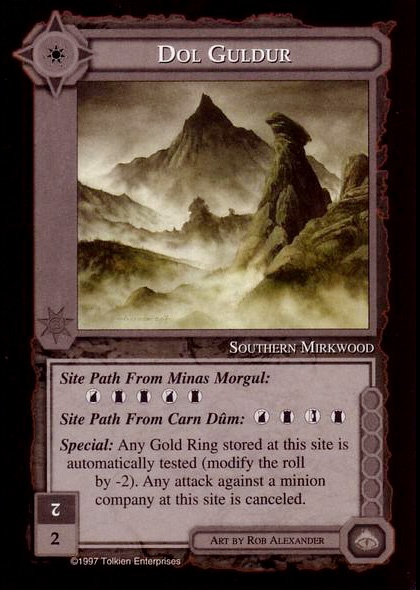 Dol Guldur
Southern Mirkwood
Site Path From Minas Morgul:
Site Path From Carn Dûm:
Special: Any Gold Ring stored at this site is
automatically tested (modify the roll
by -2). Any attack against a minion
company at this site is canceled.
2
2
Art by Rob Alexander
©1997 Tolkien Enterprises